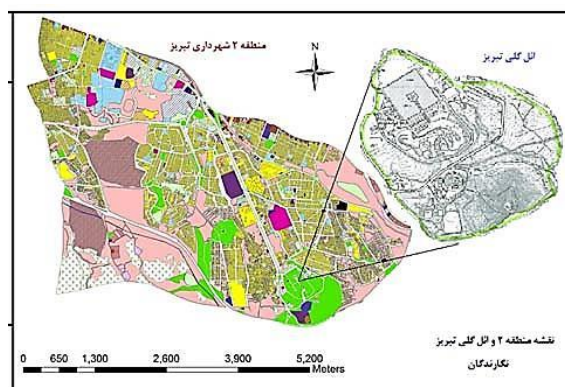 منطقه ۲ شهرداری تبریز
N
ائل گلی تبریز
نقشه منطقه ۲ و ائل گلی تبریز
نگارندگان
0 650 1,300 2,600 3,900 5,200
Meters